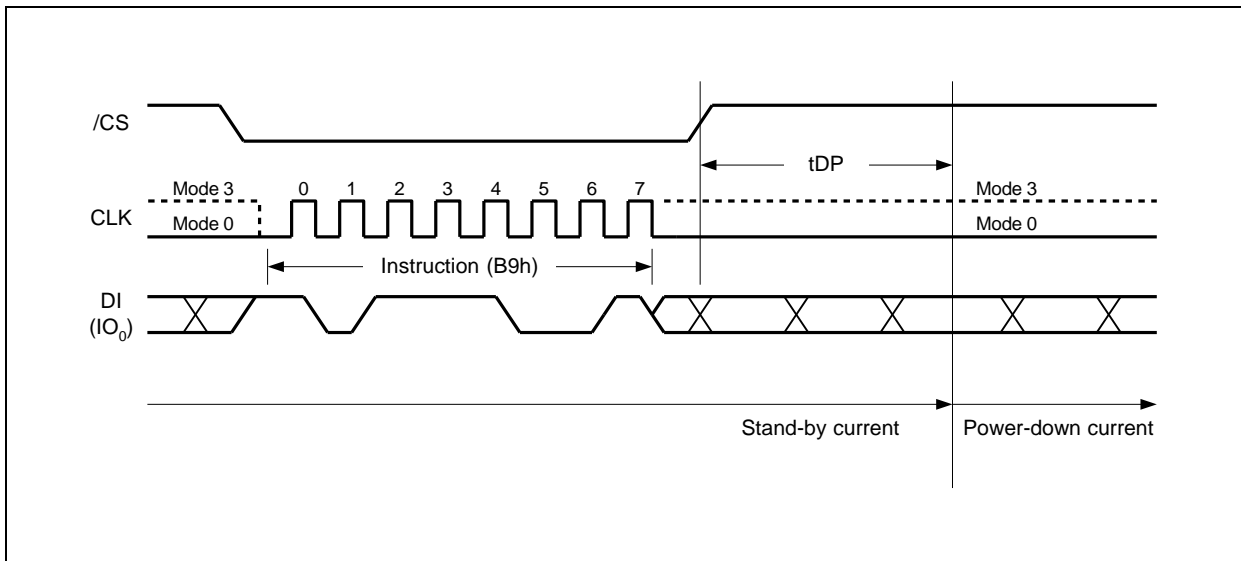 /CS
tDP
Mode 3 0 1 2 3 4 5 6 7 Mode 3
CLK
Mode 0 Mode 0
Instruction (B9h)
DI
(IO0)
Stand-by current Power-down current